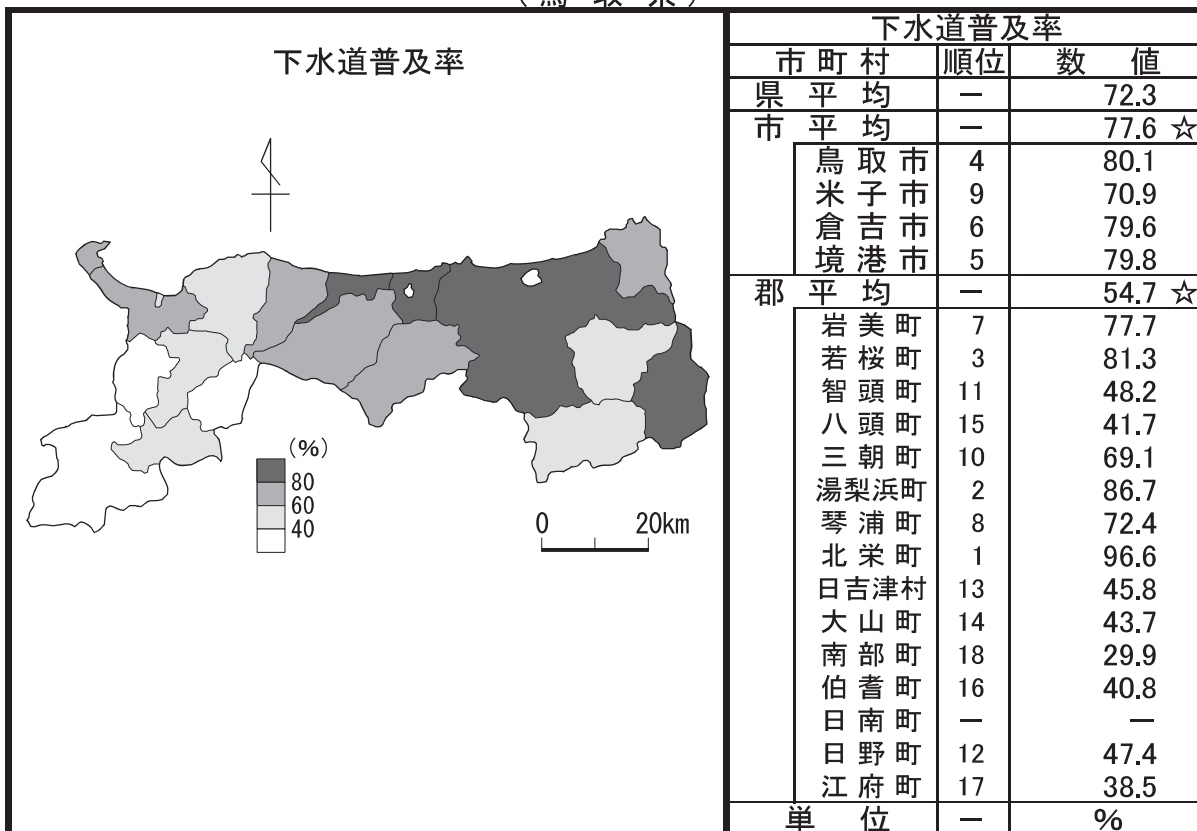 下水道普及率
(%)
80
60
40
0 20km
下水道普及率
市町村 順位 数値
県平均 — 72.3
市平均 — 77.6 ☆
鳥取市 4 80.1
米子市 9 70.9
倉吉市 6 79.6
境港市 5 79.8
郡平均 — 54.7 ☆
岩美町 7 77.7
若桜町 3 81.3
智頭町 11 48.2
八頭町 15 41.7
三朝町 10 69.1
湯梨浜町 2 86.7
琴浦町 8 72.4
北栄町 1 96.6
日吉津村 13 45.8
大山町 14 43.7
南部町 18 29.9
伯耆町 16 40.8
日南町 — —
日野町 12 47.4
江府町 17 38.5
単位 — %